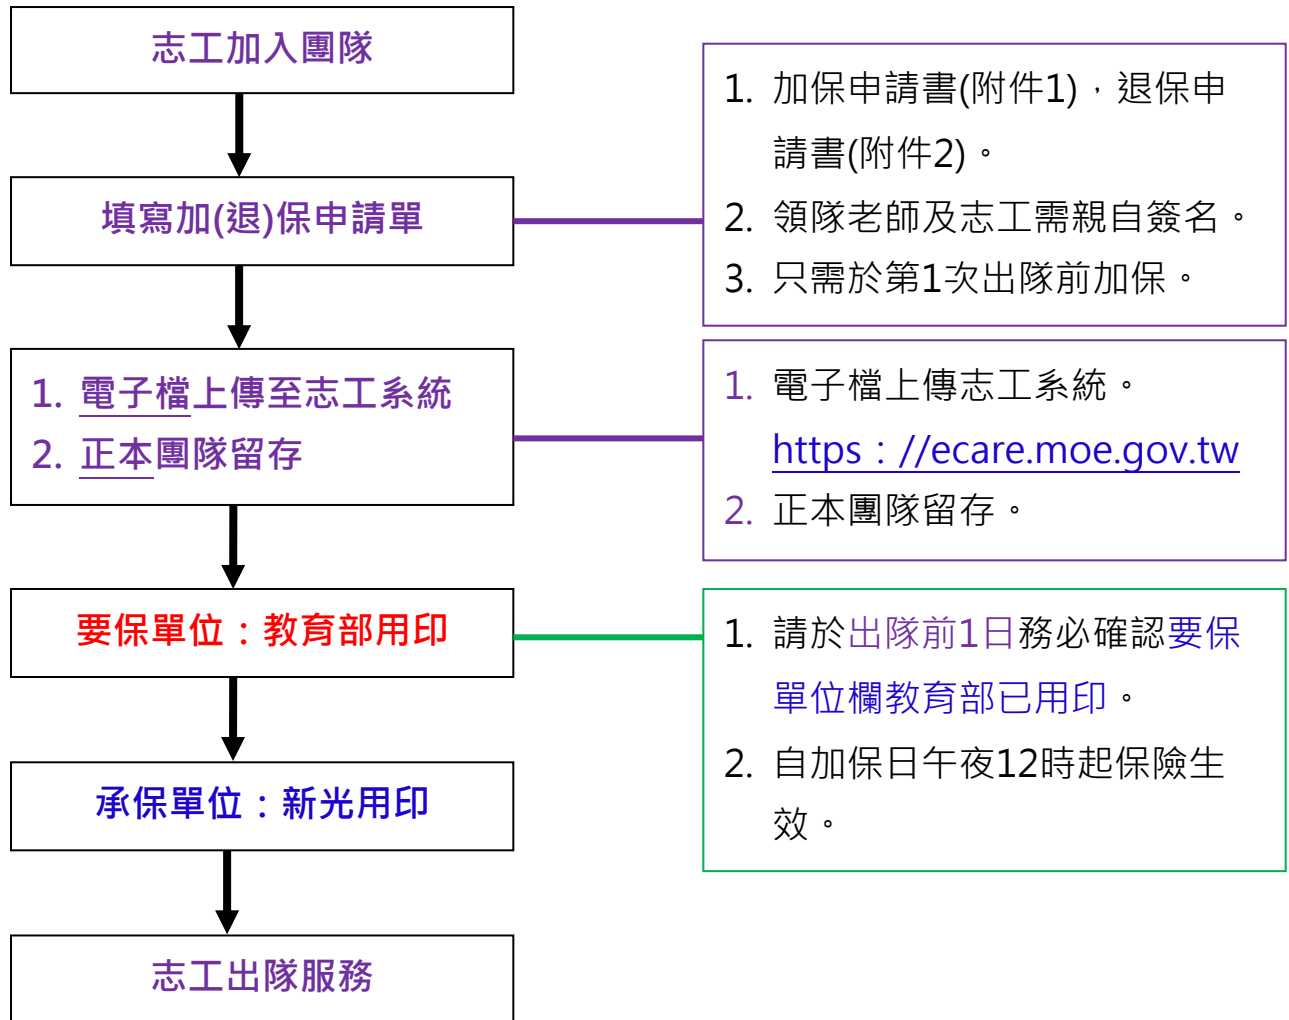 志工加入團隊
填寫加(退)保申請單
1. 加保申請書(附件1)，退保申
請書(附件2)。
2. 領隊老師及志工需親自簽名。
3. 只需於第1次出隊前加保。
1. 電子檔上傳至志工系統
2. 正本團隊留存
1. 電子檔上傳志工系統。
https：//ecare.moe.gov.tw
2. 正本團隊留存。
要保單位：教育部用印
1. 請於出隊前1日務必確認要保
單位欄教育部已用印。
2. 自加保日午夜12時起保險生
效。
承保單位：新光用印
志工出隊服務